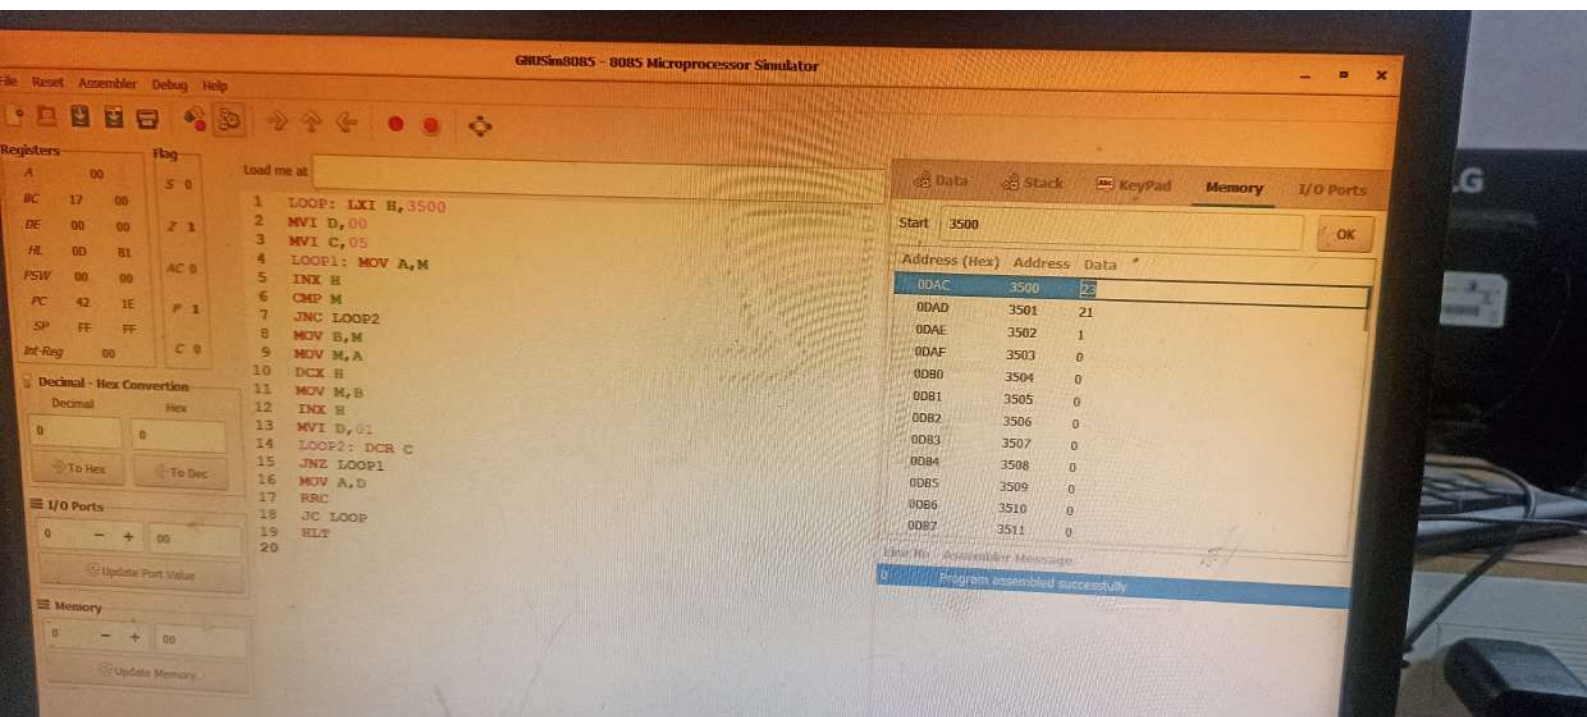 GNUSim8085 - 8085 Microprocessor Simulator
File Reset Assembler Debug Help
Registers
A 00
BC 17 00
DE 00 00
HL 0D B1
PSW 00 00
PC 42 1E
SP FF FF
Int-Reg 00
Flag
S 0
Z 1
AC 0
P 1
C 0
Decimal - Hex Convertion
Decimal Hex
0 0
To Hex To Dec
I/O Ports
0 - + 00
Update Port Value
Memory
0 - + 00
Update Memory
Load me at
1 LOOP: LXI H,3500
2 MVI D,00
3 MVI C,05
4 LOOP1: MOV A,M
5 INX H
6 CMP M
7 JNC LOOP2
8 MOV B,M
9 MOV M,A
10 DCX H
11 MOV M,B
12 INX H
13 MVI D,01
14 LOOP2: DCR C
15 JNZ LOOP1
16 MOV A,D
17 RRC
18 JC LOOP
19 HLT
20
Data Stack KeyPad Memory I/O Ports
Start 3500 OK
Address (Hex) Address Data
0DAC 3500 23
0DAD 3501 21
0DAE 3502 1
0DAF 3503 0
0DB0 3504 0
0DB1 3505 0
0DB2 3506 0
0DB3 3507 0
0DB4 3508 0
0DB5 3509 0
0DB6 3510 0
0DB7 3511 0
Line No Assembler Message
0 Program assembled successfully
LG